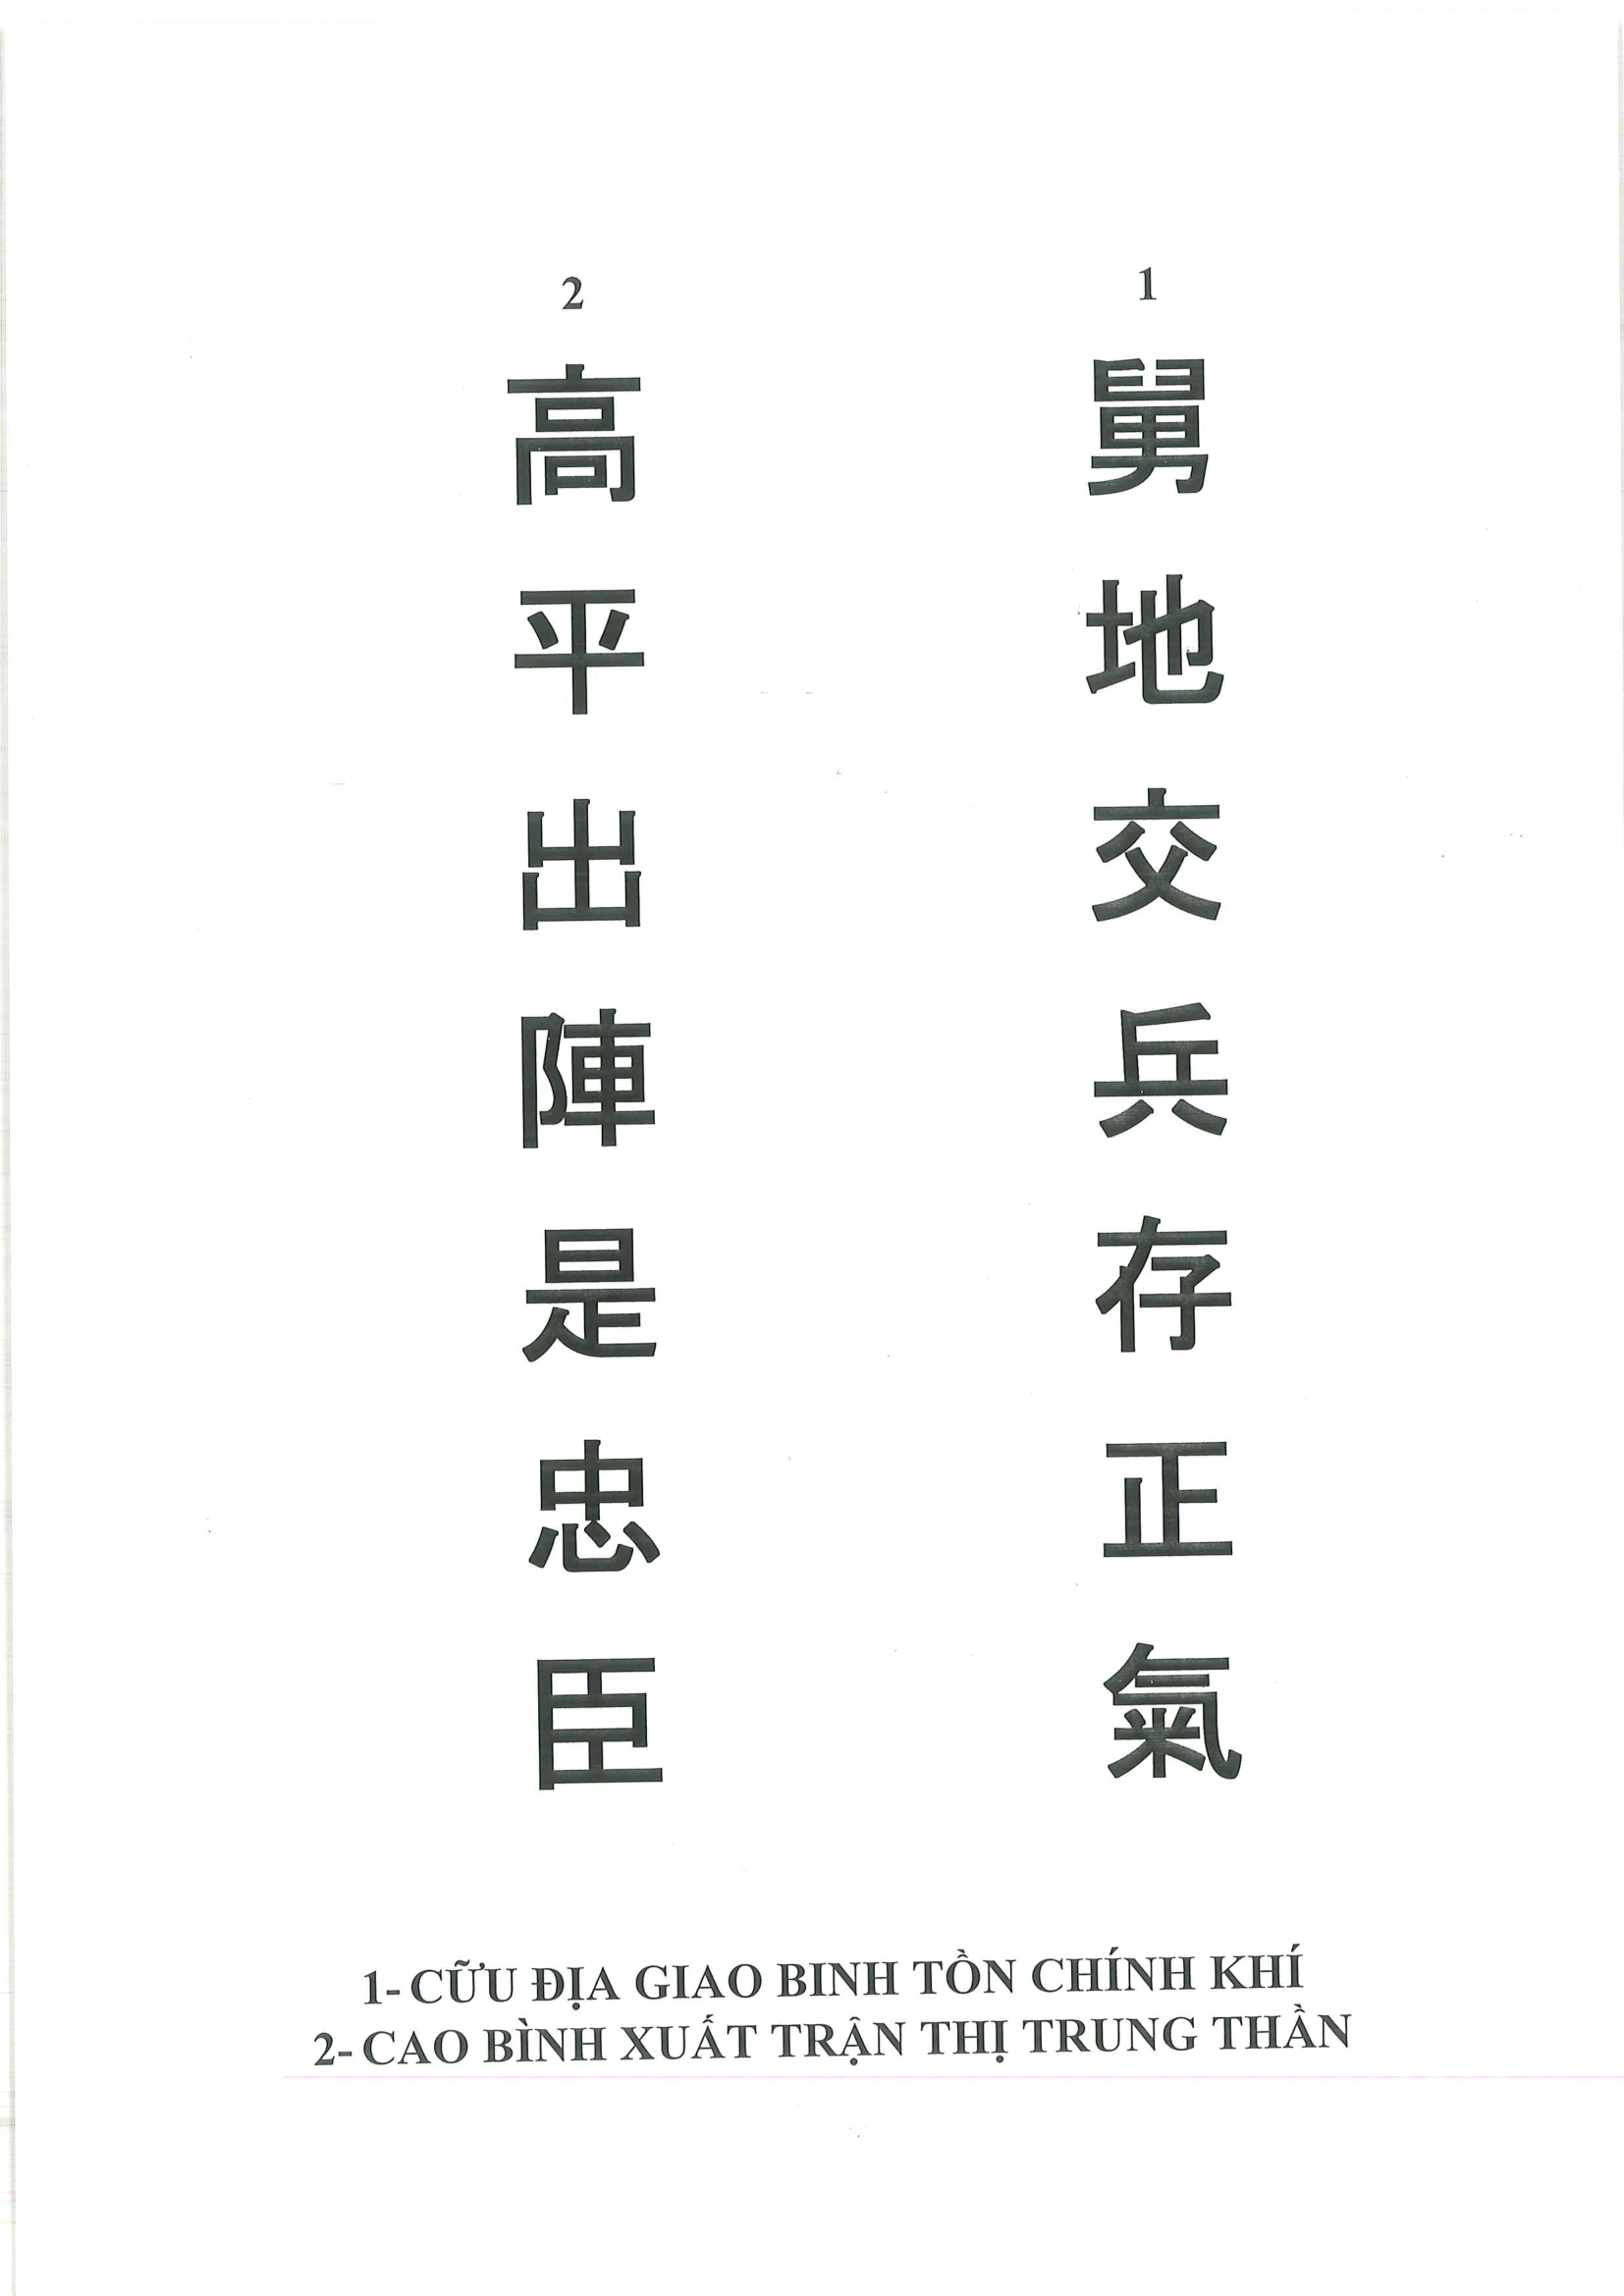 1
舅地交兵存正氣
2
高平出陣是忠臣
1- CỮU ĐỊA GIAO BINH TỒN CHÍNH KHÍ
2- CAO BÌNH XUẤT TRẬN THỊ TRUNG THẦN